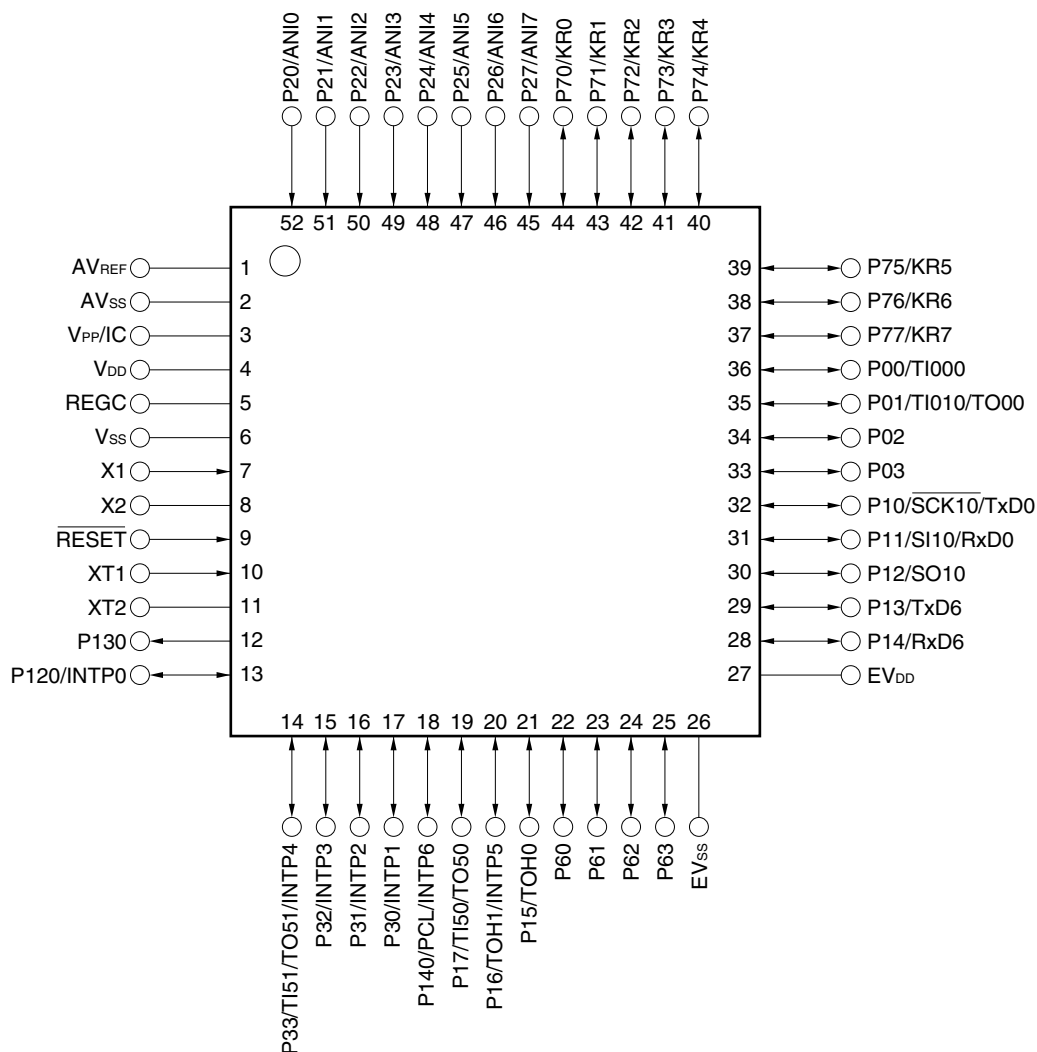 P20/ANI0
P21/ANI1
P22/ANI2
P23/ANI3
P24/ANI4
P25/ANI5
P26/ANI6
P27/ANI7
P70/KR0
P71/KR1
P72/KR2
P73/KR3
P74/KR4
52 51 50 49 48 47 46 45 44 43 42 41 40
AVREF 1
AVSS 2
VPP/IC 3
VDD 4
REGC 5
VSS 6
X1 7
X2 8
RESET 9
XT1 10
XT2 11
P130 12
P120/INTP0 13
39 P75/KR5
38 P76/KR6
37 P77/KR7
36 P00/TI000
35 P01/TI010/TO00
34 P02
33 P03
32 P10/SCK10/TxD0
31 P11/SI10/RxD0
30 P12/SO10
29 P13/TxD6
28 P14/RxD6
27 EVDD
14 15 16 17 18 19 20 21 22 23 24 25 26
P33/TI51/TO51/INTP4
P32/INTP3
P31/INTP2
P30/INTP1
P140/PCL/INTP6
P17/TI50/TO50
P16/TOH1/INTP5
P15/TOH0
P60
P61
P62
P63
EVSS